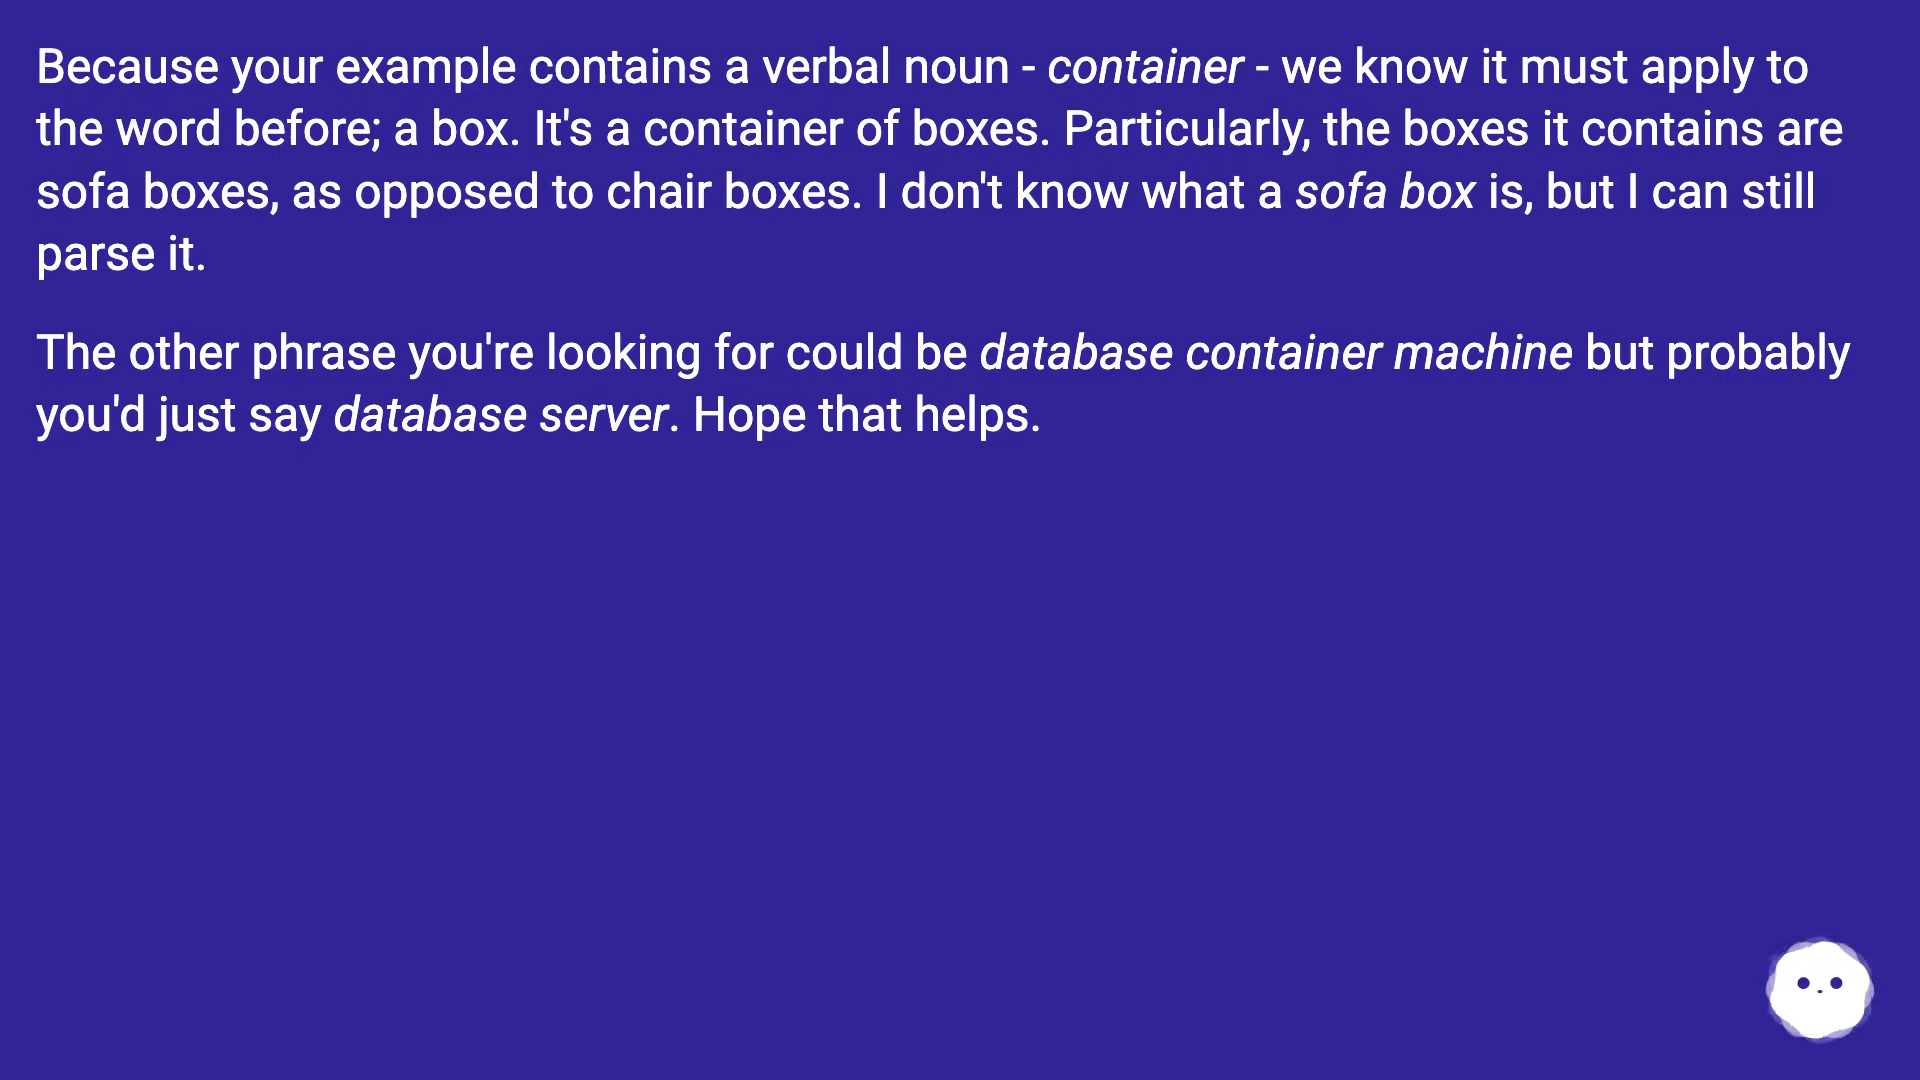 Because your example contains a verbal noun - container - we know it must apply to
the word before; a box. It's a container of boxes. Particularly, the boxes it contains are
sofa boxes, as opposed to chair boxes. I don't know what a sofa box is, but I can still
parse it.
The other phrase you're looking for could be database container machine but probably
you'd just say database server. Hope that helps.